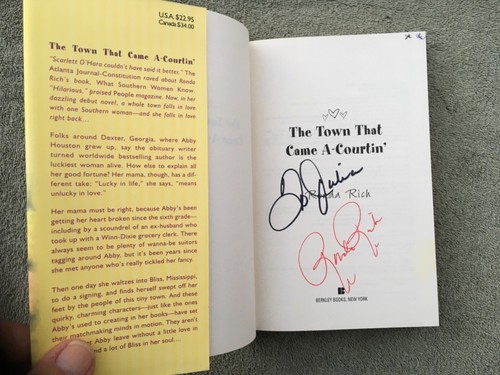 U.S.A. $22.95
Canada $34.00
The Town That Came A-Courtin'
"Scarlett O'Hara couldn't have said it better," The
Atlanta Journal-Constitution raved about Ronda
Rich's book, What Southern Women Know.
"Hilarious," praised People magazine. Now, in her
dazzling debut novel, a whole town falls in love
with one Southern woman—and she falls in love
right back...
Folks around Dexter, Georgia, where Abby
Houston grew up, say the obituary writer
turned worldwide bestselling author is the
luckiest woman alive. How else to explain all
her good fortune? Her mama, though, has a dif-
ferent take: "Lucky in life," she says, "means
unlucky in love."
Her mama must be right, because Abby's been
getting her heart broken since the sixth grade—
including by a scoundrel of an ex-husband who
took up with a Winn-Dixie grocery clerk. There
always seem to be plenty of wanna-be suitors
tagging around Abby, but it's been years since
she met anyone who's really tickled her fancy.
Then one day she waltzes into Bliss, Mississippi,
to do a signing, and finds herself swept off her
feet by the people of this tiny town. And these
quirky, charming characters—just like the ones
Abby's used to creating in her books—have
their matchmaking minds in motion. They aren't
let Abby leave without a little love in
and a lot of Bliss in her soul....
The Town That
Came A-Courtin'
Ronda Rich
Ronda Rich
BERKLEY BOOKS, NEW YORK